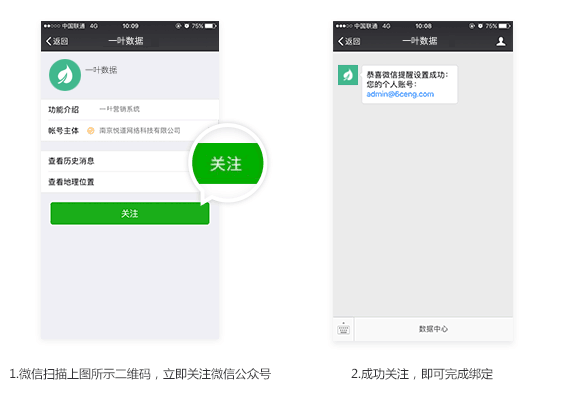 中国联通 4G 10:09 75%
返回 一叶数据
一叶数据
功能介绍 一叶营销系统
帐号主体 南京悦道网络科技有限公司
查看历史消息
查看地理位置
关注
关注
1.微信扫描上图所示二维码，立即关注微信公众号
中国联通 4G 10:08 75%
返回 一叶数据
恭喜微信提醒设置成功：
您的个人账号：
admin@6ceng.com
数据中心
2.成功关注，即可完成绑定